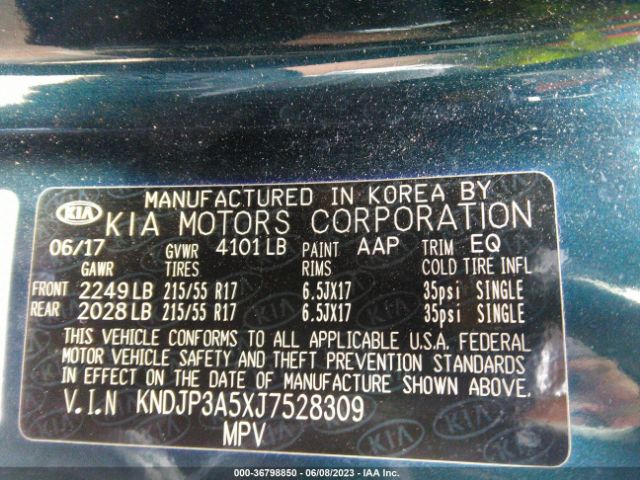 MANUFACTURED IN KOREA BY
KIA KIA MOTORS CORPORATION
06/17 GVWR 4101 LB PAINT AAP TRIM EQ
GAWR TIRES RIMS COLD TIRE INFL
FRONT 2249 LB 215/55 R17 6.5JX17 35psi SINGLE
REAR 2028 LB 215/55 R17 6.5JX17 35psi SINGLE
THIS VEHICLE CONFORMS TO ALL APPLICABLE U.S.A. FEDERAL
MOTOR VEHICLE SAFETY AND THEFT PREVENTION STANDARDS
IN EFFECT ON THE DATE OF MANUFACTURE SHOWN ABOVE.
V.I.N KNDJP3A5XJ7528309
MPV
000-36798850 - 06/08/2023 - IAA Inc.